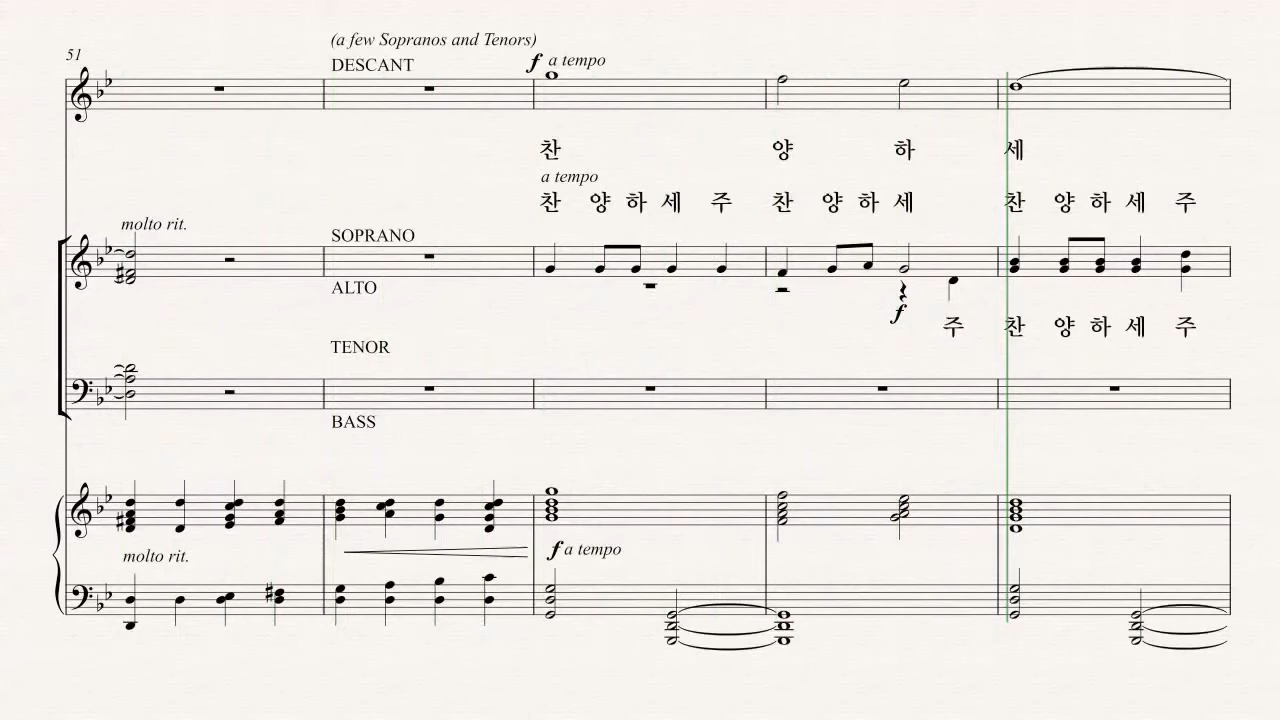 (a few Sopranos and Tenors)
51
DESCANT
f a tempo
찬 양 하 세
a tempo
찬 양 하 세 주 찬 양 하 세 찬 양 하 세 주
molto rit.
SOPRANO
ALTO
f
주 찬 양 하 세 주
TENOR
BASS
molto rit.
f a tempo